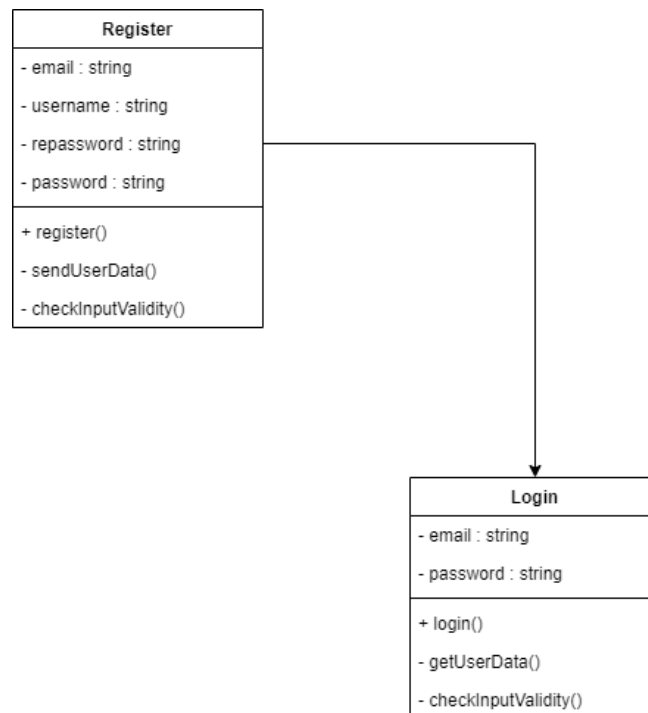 Register
- email : string
- username : string
- repassword : string
- password : string
+ register()
- sendUserData()
- checkInputValidity()
Login
- email : string
- password : string
+ login()
- getUserData()
- checkInputValidity()